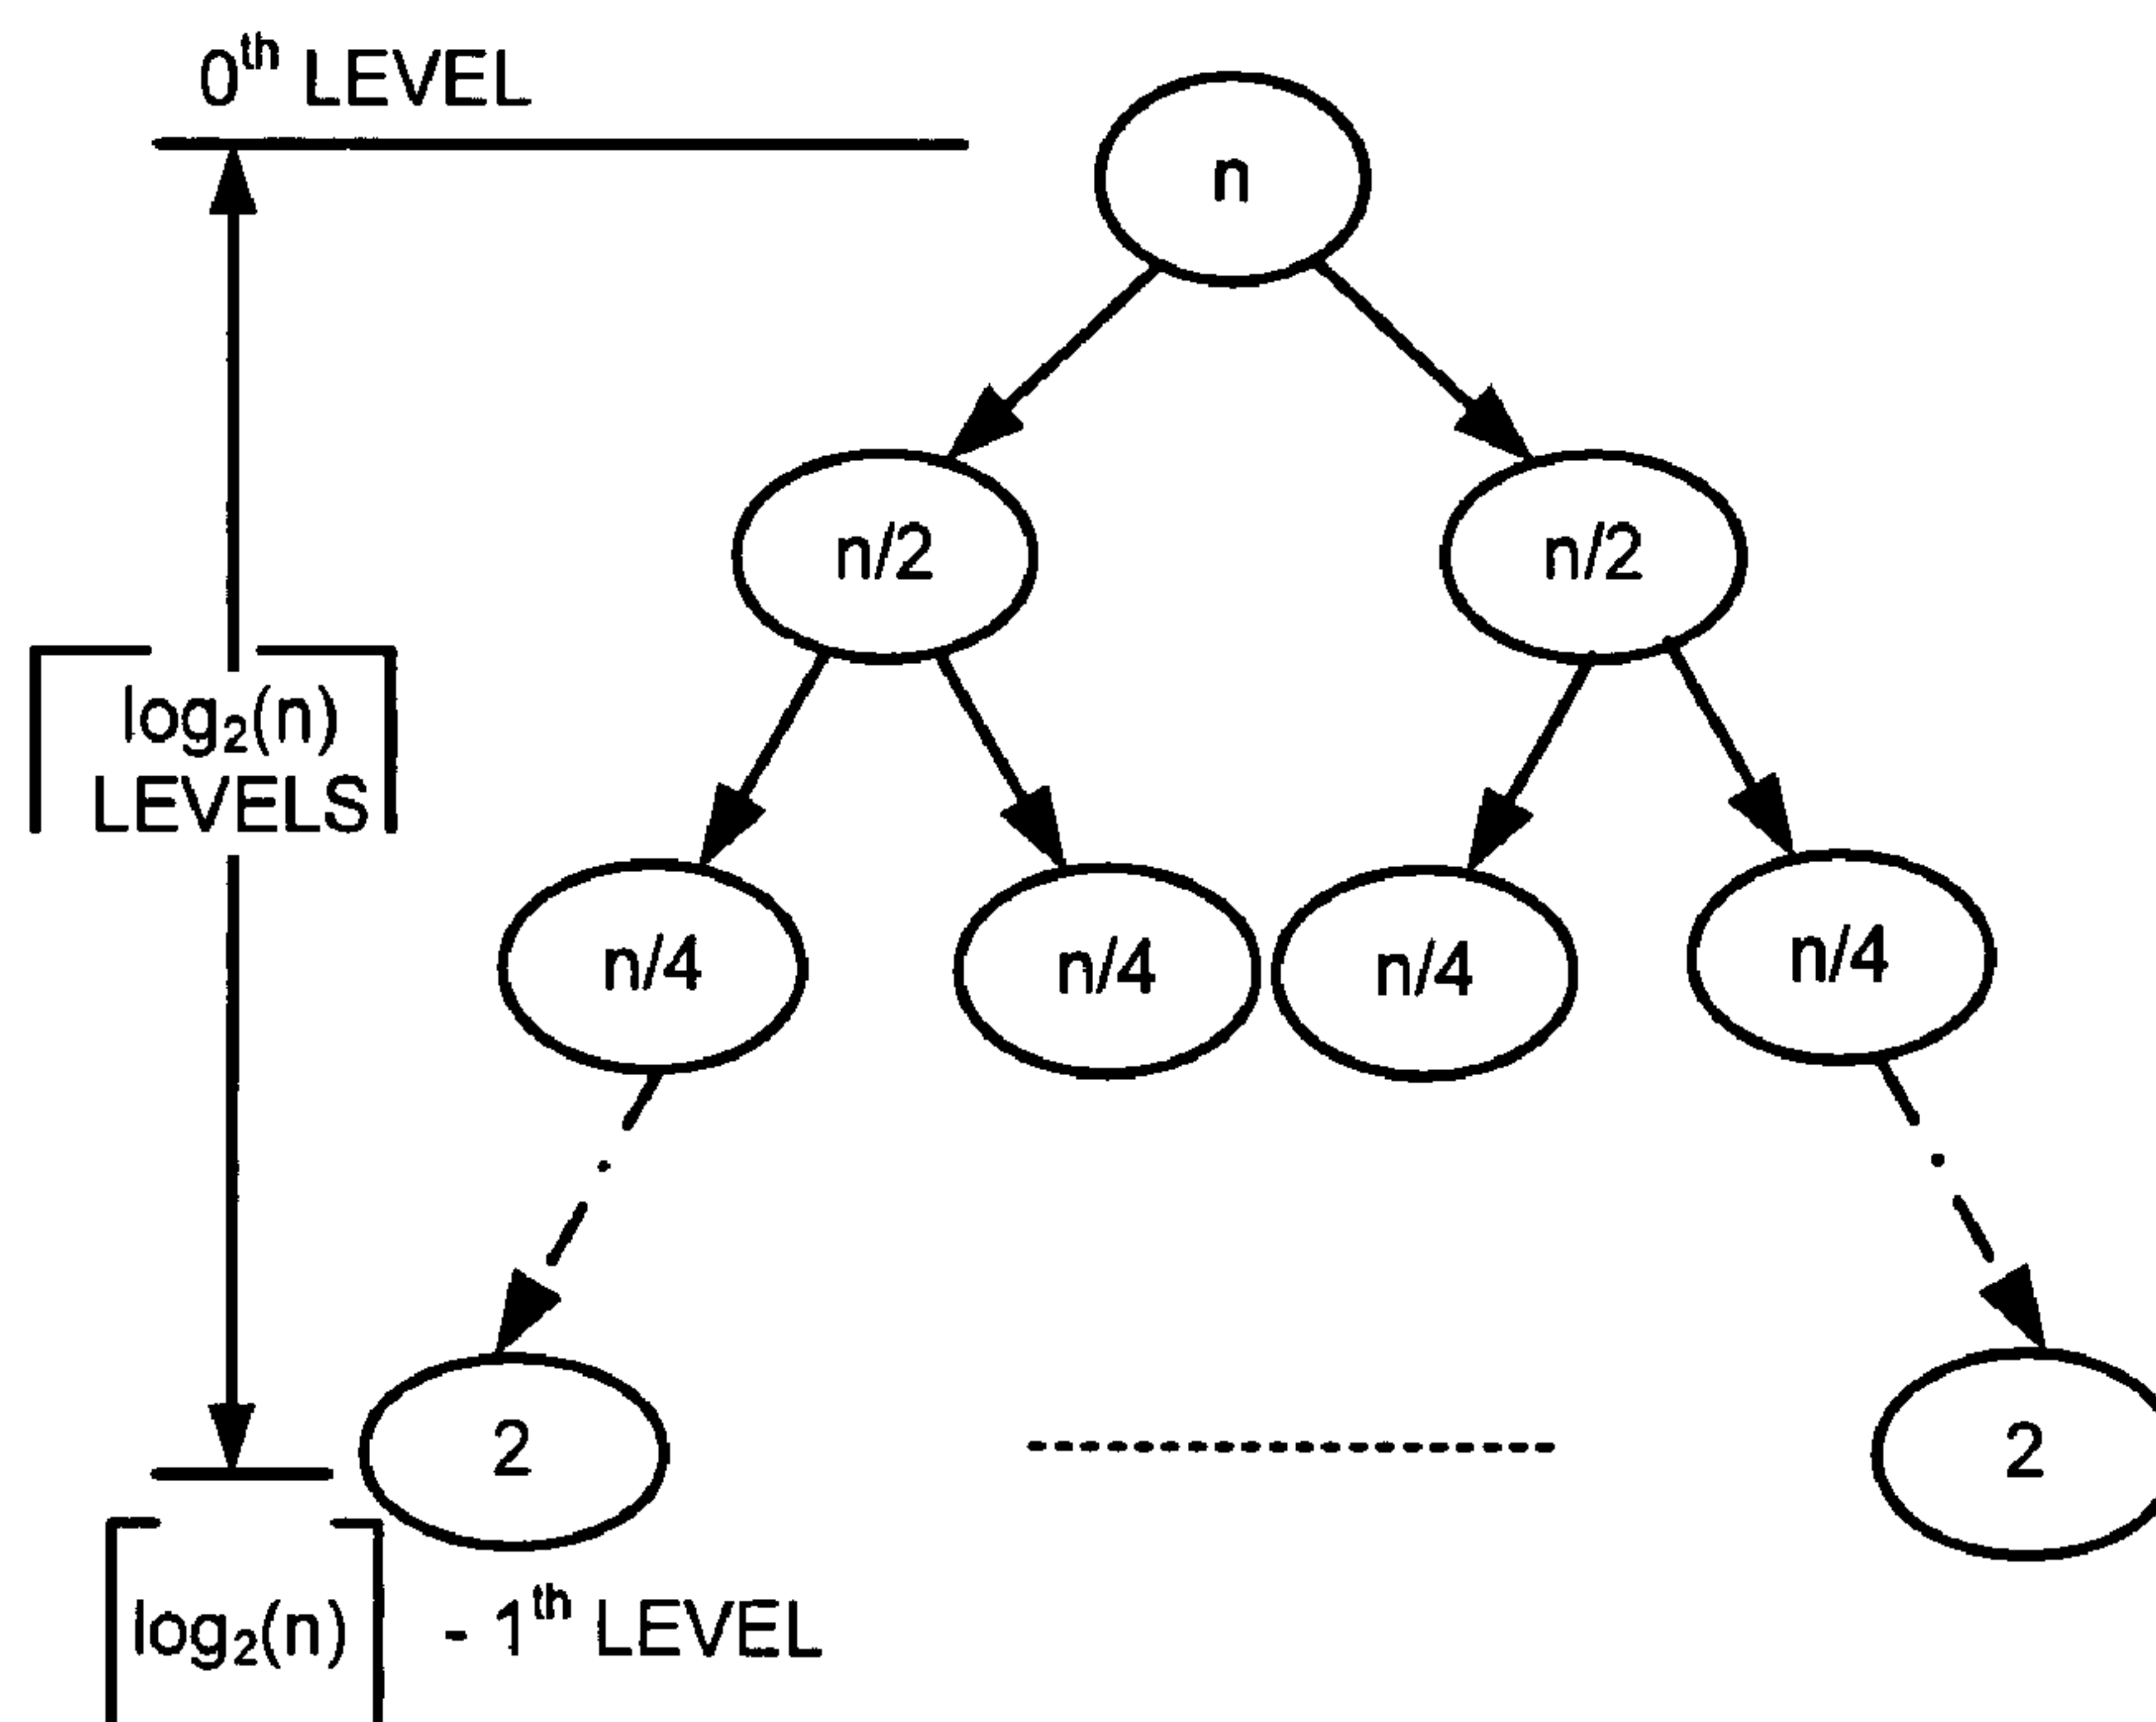 0th LEVEL
n
n/2 n/2
log2(n)
LEVELS
n/4 n/4 n/4 n/4
2 2
log2(n) - 1th LEVEL